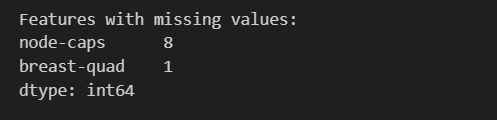 Features with missing values:
node-caps      8
breast-quad    1
dtype: int64